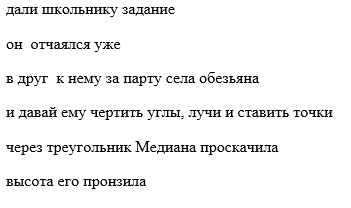 дали школьнику задание
он  отчаялся уже
в друг  к нему за парту села обезьяна
и давай ему чертить углы, лучи и ставить точки
через треугольник Медиана проскачила
высота его пронзила